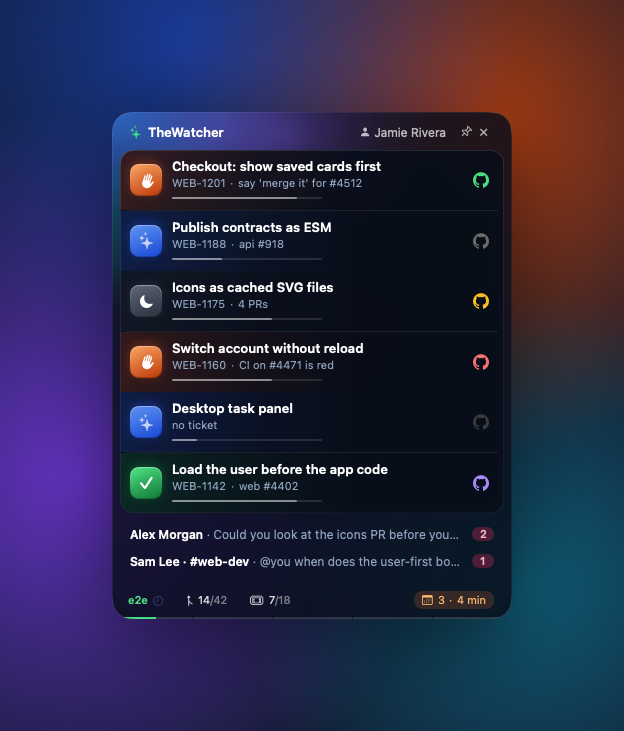 TheWatcher
Jamie Rivera
Checkout: show saved cards first
WEB-1201 · say 'merge it' for #4512
Publish contracts as ESM
WEB-1188 · api #918
Icons as cached SVG files
WEB-1175 · 4 PRs
Switch account without reload
WEB-1160 · CI on #4471 is red
Desktop task panel
no ticket
Load the user before the app code
WEB-1142 · web #4402
Alex Morgan · Could you look at the icons PR before you... 2
Sam Lee · #web-dev · @you when does the user-first bo... 1
e2e 14/42 7/18 3 · 4 min